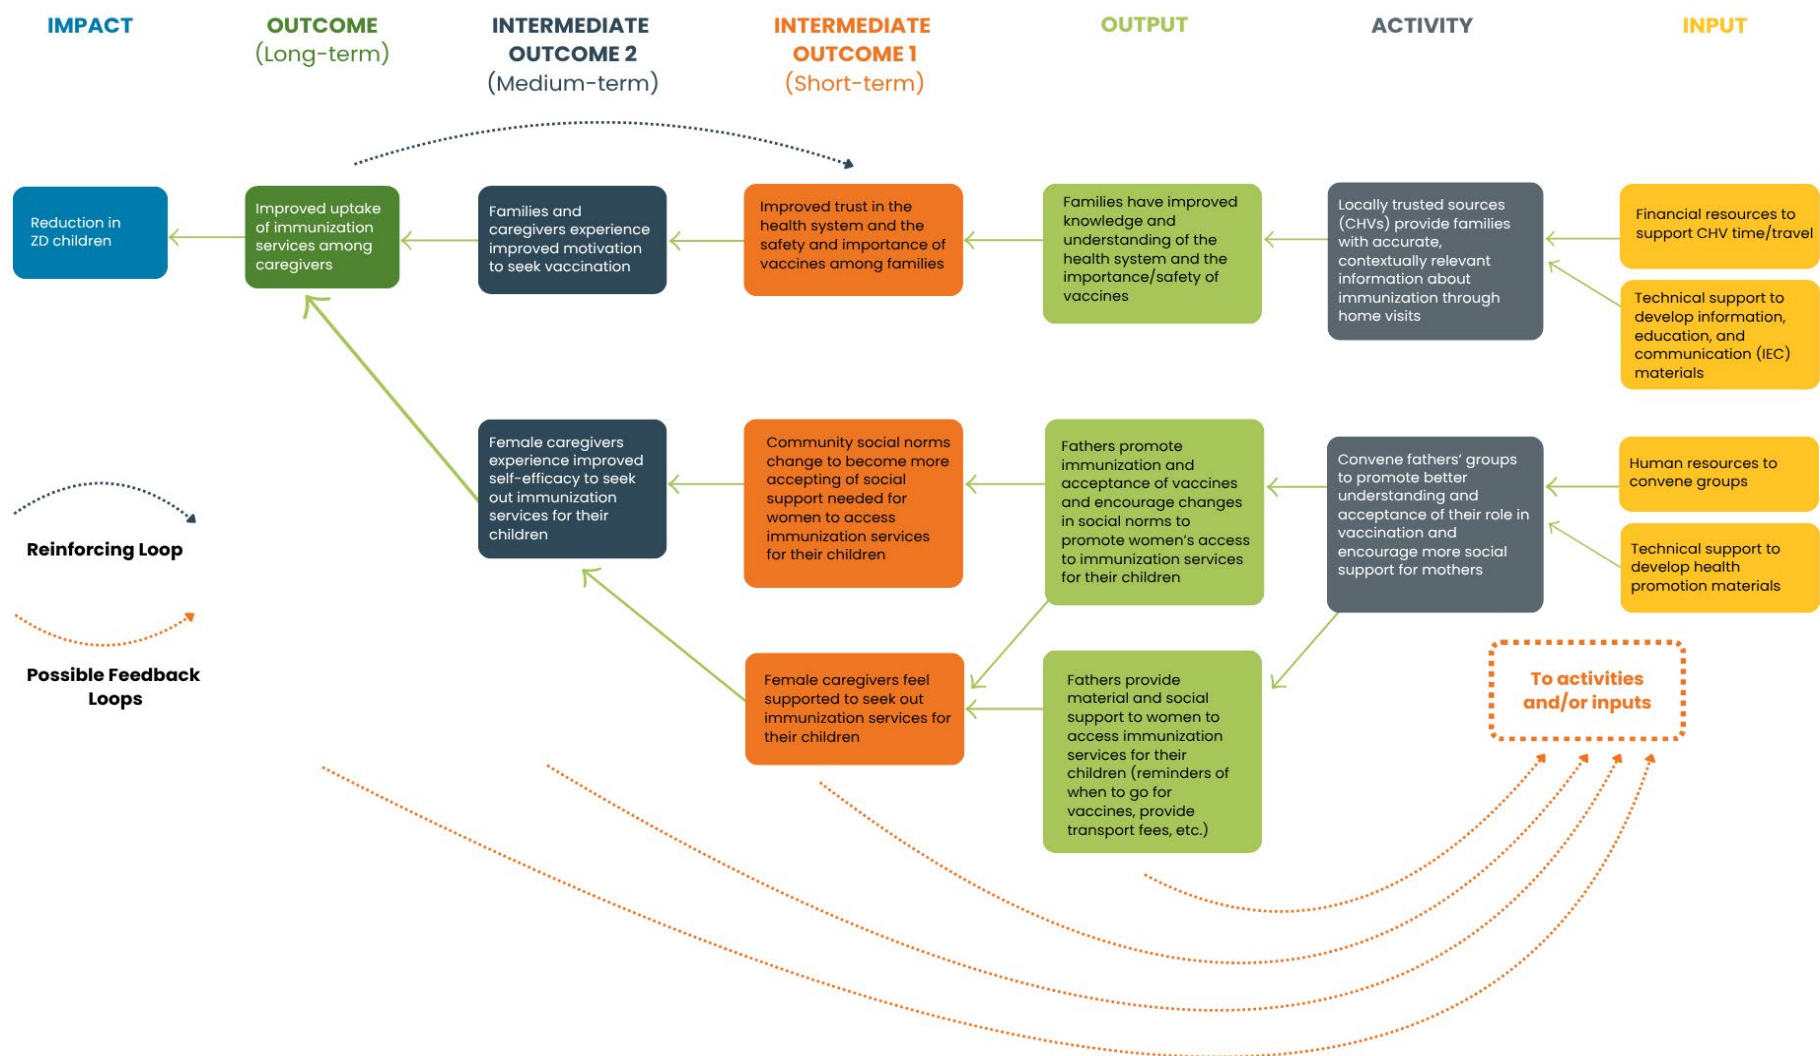 IMPACT
OUTCOME
(Long-term)
INTERMEDIATE
OUTCOME 2
(Medium-term)
INTERMEDIATE
OUTCOME 1
(Short-term)
OUTPUT
ACTIVITY
INPUT
Reduction in
ZD children
Improved uptake
of immunization
services among
caregivers
Families and
caregivers experience
improved motivation
to seek vaccination
Improved trust in the
health system and the
safety and importance of
vaccines among families
Families have improved
knowledge and
understanding of the
health system and the
importance/safety of
vaccines
Locally trusted sources
(CHVs) provide families
with accurate,
contextually relevant
information about
immunization through
home visits
Financial resources to
support CHV time/travel
Technical support to
develop information,
education, and
communication (IEC)
materials
Female caregivers
experience improved
self-efficacy to seek
out immunization
services for their
children
Community social norms
change to become more
accepting of social
support needed for
women to access
immunization services
for their children
Fathers promote
immunization and
acceptance of vaccines
and encourage changes
in social norms to
promote women's access
to immunization services
for their children
Convene fathers' groups
to promote better
understanding and
acceptance of their role in
vaccination and
encourage more social
support for mothers
Human resources to
convene groups
Technical support to
develop health
promotion materials
Reinforcing Loop
Possible Feedback
Loops
Female caregivers feel
supported to seek out
immunization services for
their children
Fathers provide
material and social
support to women to
access immunization
services for their
children (reminders of
when to go for
vaccines, provide
transport fees, etc.)
To activities
and/or inputs